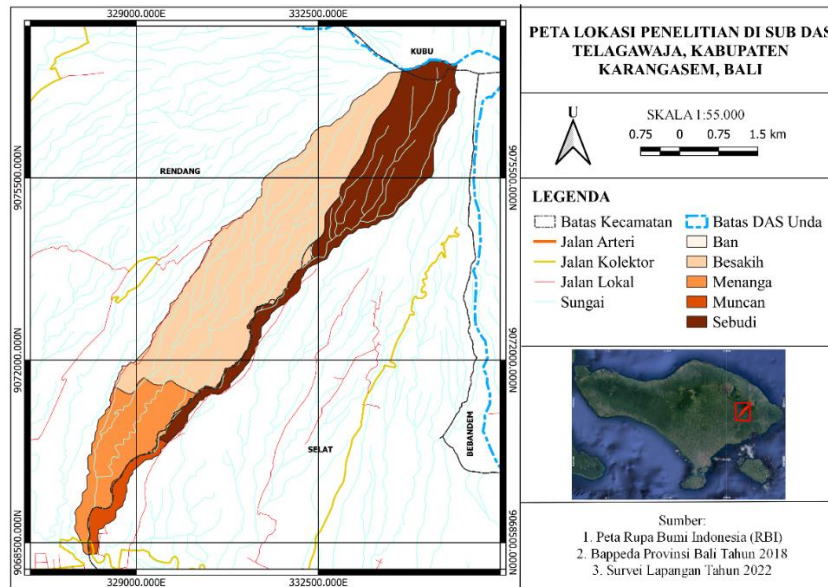 329000.000E 332500.000E
KUBU
RENDANG
SELAT
BEBANDEM
9075500.000N 9075500.000N
9072000.000N 9072000.000N
9068500.000N 9068500.000N
329000.000E 332500.000E
PETA LOKASI PENELITIAN DI SUB DAS
TELAGAWAJA, KABUPATEN
KARANGASEM, BALI
U
SKALA 1:55.000
0.75 0 0.75 1.5 km
LEGENDA
Batas Kecamatan
Jalan Arteri
Jalan Kolektor
Jalan Lokal
Sungai
Batas DAS Unda
Ban
Besakih
Menanga
Muncan
Sebudi
Sumber:
1. Peta Rupa Bumi Indonesia (RBI)
2. Bappeda Provinsi Bali Tahun 2018
3. Survei Lapangan Tahun 2022